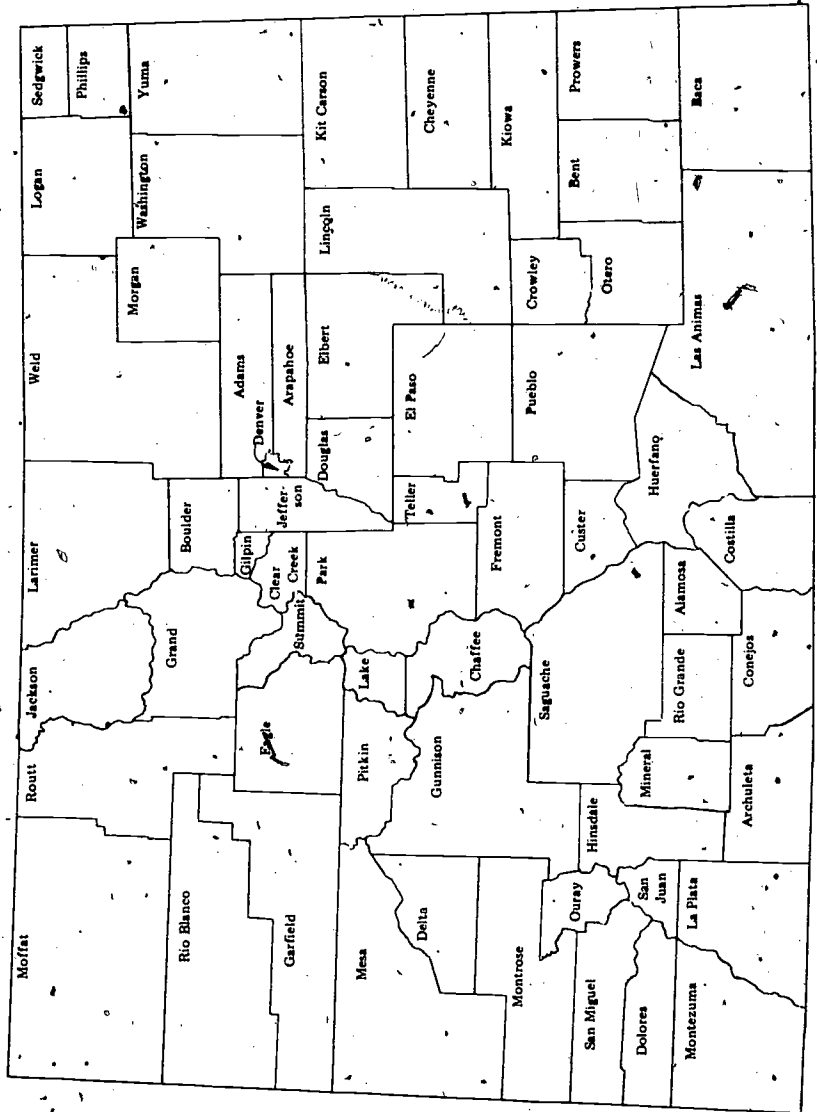 Moffat
Routt
Jackson
Larimer
Weld
Logan
Sedgwick
Phillips
Yuma
Washington
Morgan
Rio Blanco
Grand
Boulder
Adams
Denver
Arapahoe
Gilpin
Clear
Creek
Jeffer-
son
Garfield
Eagle
Summit
Park
Douglas
Elbert
Lincoln
Kit Carson
Mesa
Pitkin
Lake
Teller
El Paso
Cheyenne
Delta
Gunnison
Chaffee
Fremont
Kiowa
Montrose
Ouray
Saguache
Custer
Pueblo
Crowley
Otero
Bent
Prowers
San Miguel
Hinsdale
Dolores
San
Juan
Mineral
Rio Grande
Alamosa
Huerfano
Las Animas
Baca
Montezuma
La Plata
Archuleta
Conejos
Costilla